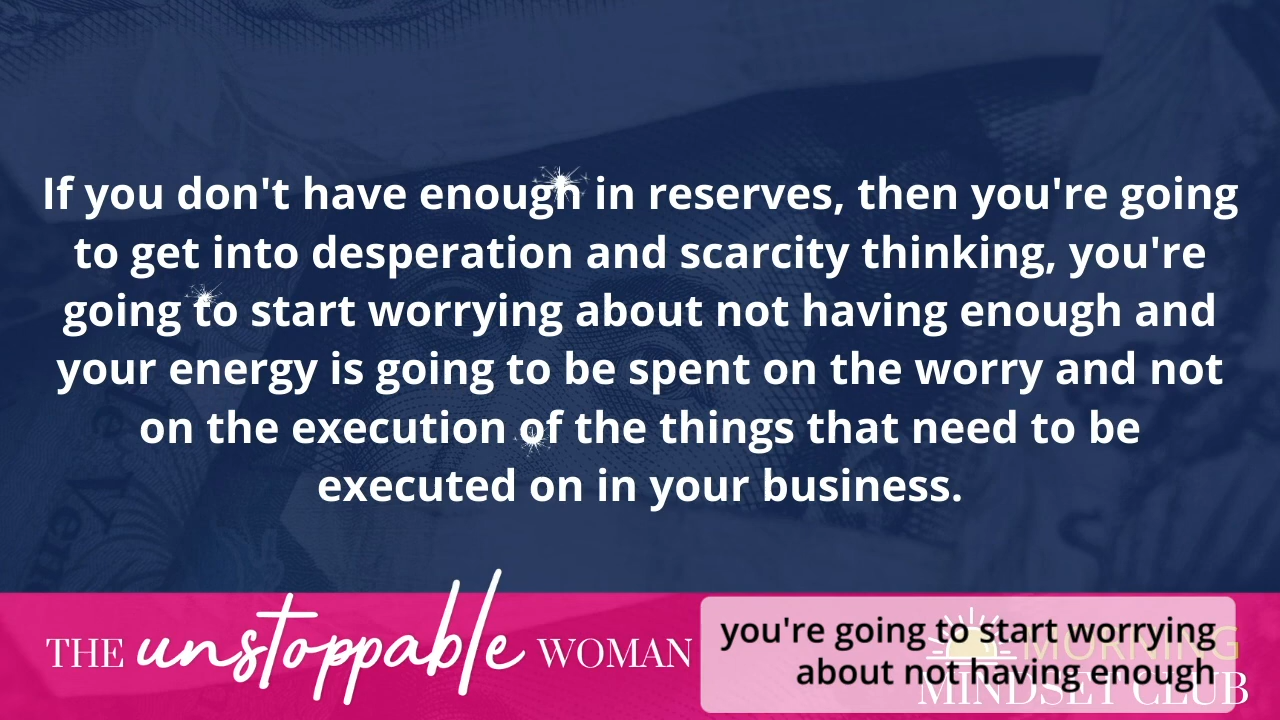 If you don't have enough in reserves, then you're going
to get into desperation and scarcity thinking, you're
going to start worrying about not having enough and
your energy is going to be spent on the worry and not
on the execution of the things that need to be
executed on in your business.
THE unstoppable WOMAN
you're going to start worrying
about not having enough
MORNING
MINDSET CLUB